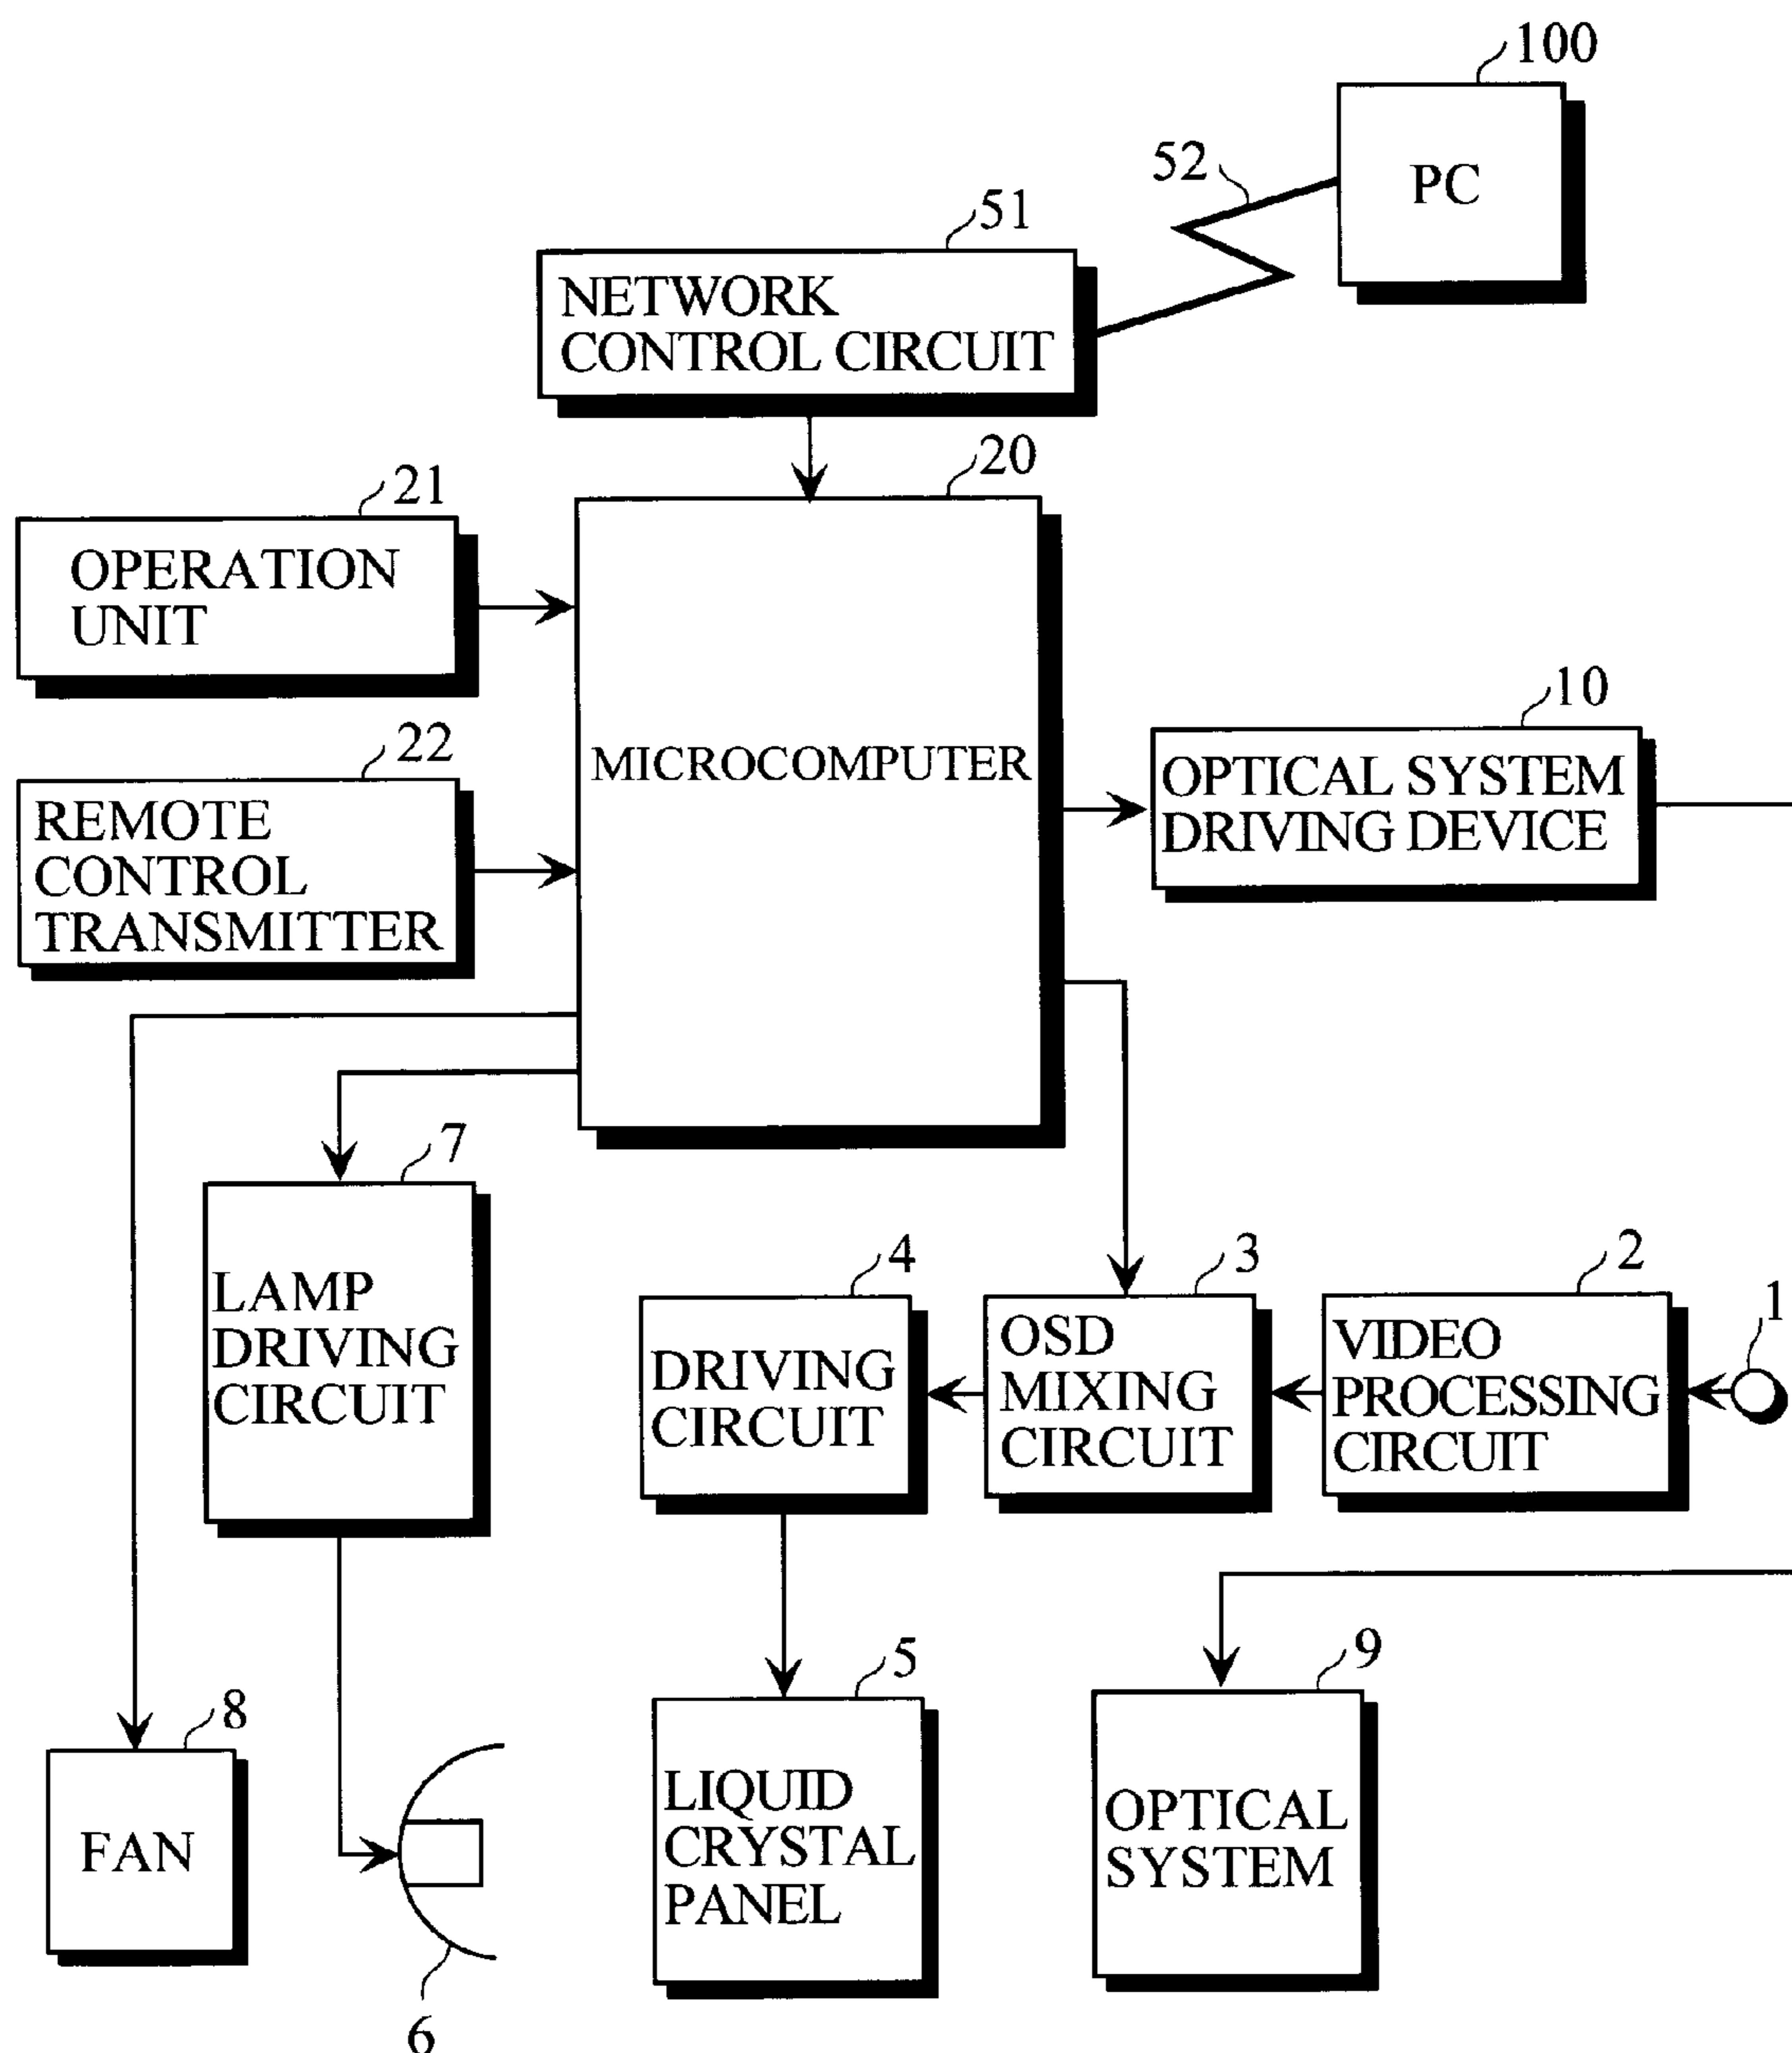 100
PC
52
51
NETWORK
CONTROL CIRCUIT
20
MICROCOMPUTER
21
OPERATION
UNIT
22
REMOTE
CONTROL
TRANSMITTER
10
OPTICAL SYSTEM
DRIVING DEVICE
7
LAMP
DRIVING
CIRCUIT
4
DRIVING
CIRCUIT
3
OSD
MIXING
CIRCUIT
2
VIDEO
PROCESSING
CIRCUIT
1
8
FAN
6
5
LIQUID
CRYSTAL
PANEL
9
OPTICAL
SYSTEM